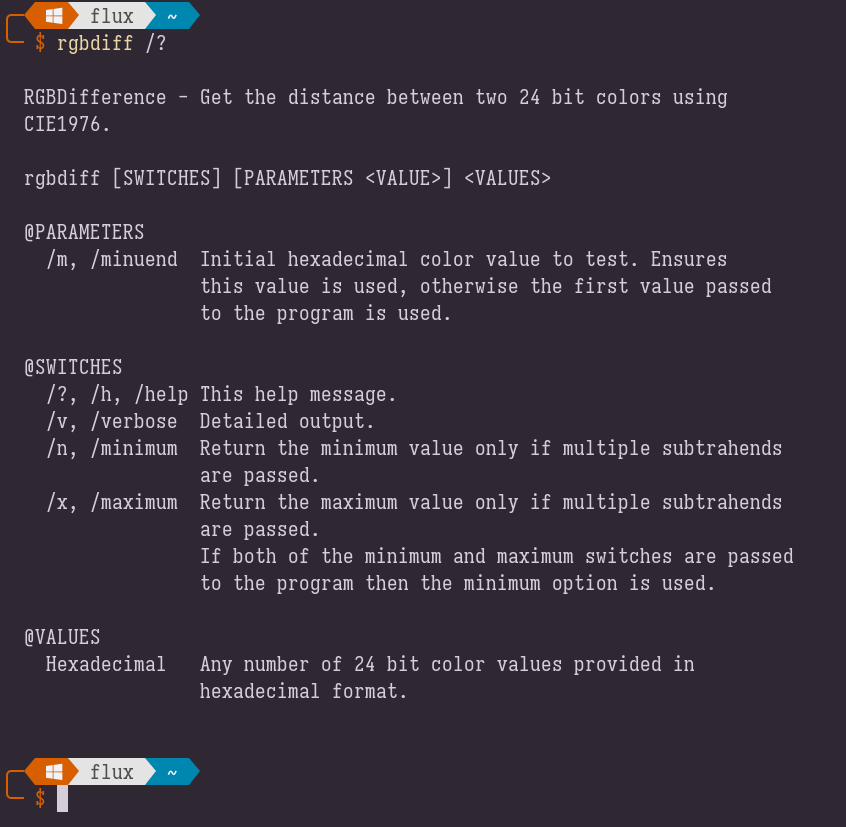 flux ~
$ rgbdiff /?
RGBDifference - Get the distance between two 24 bit colors using
CIE1976.
rgbdiff [SWITCHES] [PARAMETERS <VALUE>] <VALUES>
@PARAMETERS
/m, /minuend  Initial hexadecimal color value to test. Ensures
this value is used, otherwise the first value passed
to the program is used.
@SWITCHES
/?, /h, /help This help message.
/v, /verbose  Detailed output.
/n, /minimum  Return the minimum value only if multiple subtrahends
are passed.
/x, /maximum  Return the maximum value only if multiple subtrahends
are passed.
If both of the minimum and maximum switches are passed
to the program then the minimum option is used.
@VALUES
Hexadecimal   Any number of 24 bit color values provided in
hexadecimal format.
flux ~
$